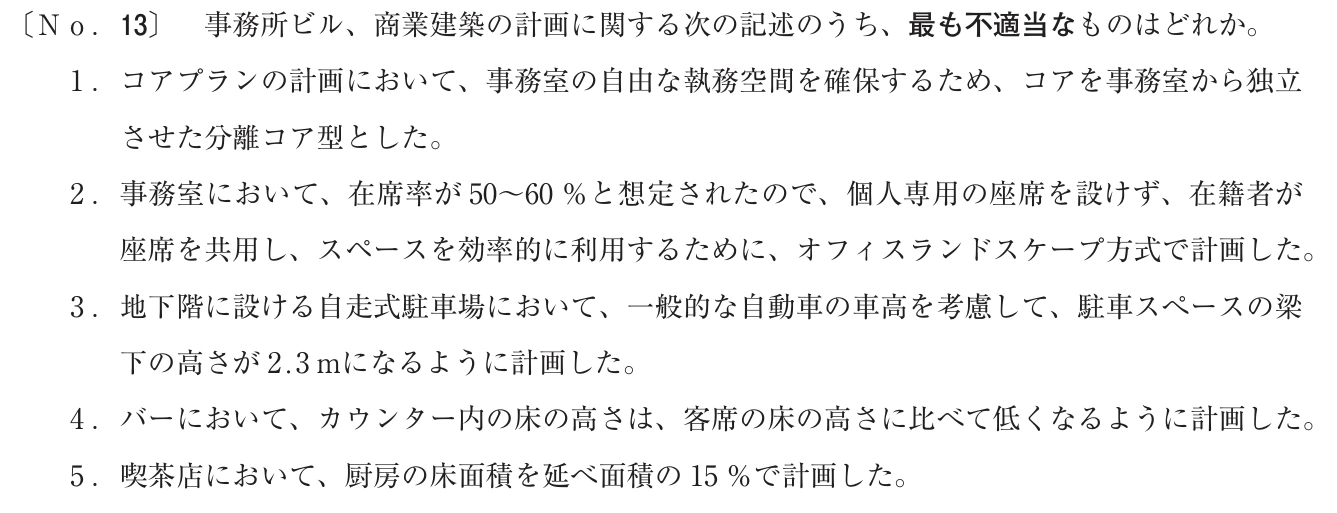 〔Ｎｏ．13〕　事務所ビル、商業建築の計画に関する次の記述のうち、最も不適当なものはどれか。
１．コアプランの計画において、事務室の自由な執務空間を確保するため、コアを事務室から独立
させた分離コア型とした。
２．事務室において、在席率が 50～60 ％と想定されたので、個人専用の座席を設けず、在籍者が
座席を共用し、スペースを効率的に利用するために、オフィスランドスケープ方式で計画した。
３．地下階に設ける自走式駐車場において、一般的な自動車の車高を考慮して、駐車スペースの梁
下の高さが 2.3 ｍになるように計画した。
４．バーにおいて、カウンター内の床の高さは、客席の床の高さに比べて低くなるように計画した。
５．喫茶店において、厨房の床面積を延べ面積の 15 ％で計画した。